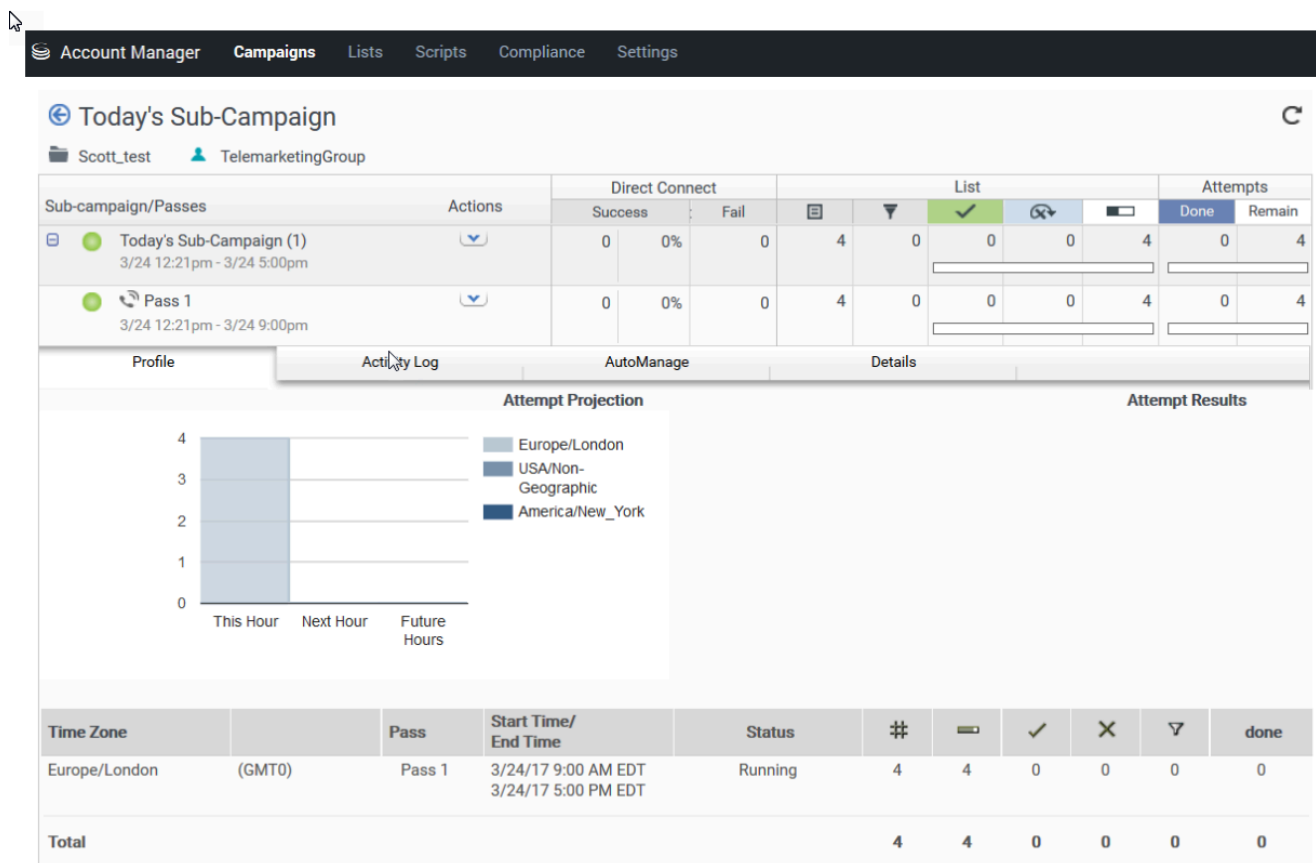 Account Manager Campaigns Lists Scripts Compliance Settings
Today's Sub-Campaign
Scott_test TelemarketingGroup
Direct Connect List Attempts
Sub-campaign/Passes Actions
Success : Fail Done Remain
Today's Sub-Campaign (1) 0 0% 0 4 0 0 0 4 0 4
3/24 12:21pm - 3/24 5:00pm
Pass 1 0 0% 0 4 0 0 0 4 0 4
3/24 12:21pm - 3/24 9:00pm
Profile Activity Log AutoManage Details
Attempt Projection Attempt Results
4
3
2
1
0
This Hour Next Hour Future
Hours
Europe/London
USA/Non-
Geographic
America/New_York
Time Zone Pass Start Time/
End Time Status # done
Europe/London (GMT0) Pass 1 3/24/17 9:00 AM EDT Running 4 4 0 0 0 0
3/24/17 5:00 PM EDT
Total 4 4 0 0 0 0